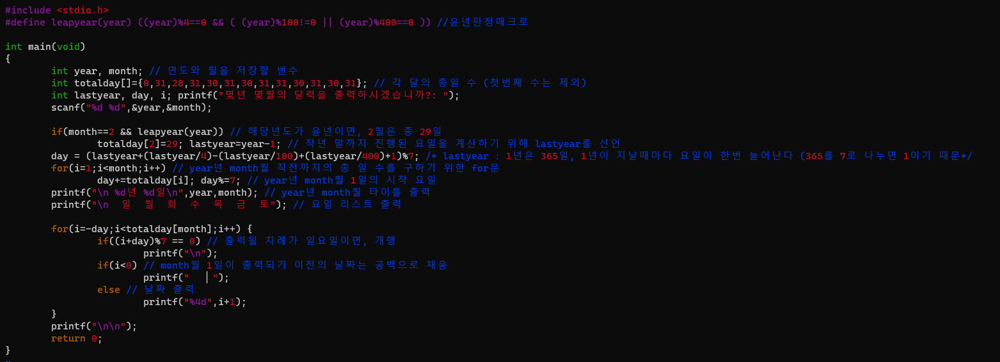 #include <stdio.h>
#define leapyear(year) ((year)%4==0 && ( (year)%100!=0 || (year)%400==0 )) //윤년판정매크로
int main(void)
{
int year, month; // 연도와 월을 저장할 변수
int totalday[]={0,31,28,31,30,31,30,31,31,30,31,30,31}; // 각 달의 총일 수 (첫번째 수는 제외)
int lastyear, day, i; printf("몇년 몇월의 달력을 출력하시겠습니까?: ");
scanf("%d %d",&year,&month);
if(month==2 && leapyear(year)) // 해당년도가 윤년이면, 2월은 총 29일
totalday[2]=29; lastyear=year-1; // 작년 말까지 진행된 요일을 계산하기 위해 lastyear를 선언
day = (lastyear+(lastyear/4)-(lastyear/100)+(lastyear/400)+1)%7; /* lastyear : 1년은 365일, 1년이 지날때마다 요일이 한번 늘어난다 (365를 7로 나누면 1이기 때문*/
for(i=1;i<month;i++) // year년 month월 직전까지의 총 일 수를 구하기 위한 for문
day+=totalday[i]; day%=7; // year년 month월 1일의 시작 요일
printf("\n %d년 %d일\n",year,month); // year년 month월 타이틀 출력
printf("\n  일  월  화  수  목  금  토"); // 요일 리스트 출력
for(i=-day;i<totalday[month];i++) {
if((i+day)%7 == 0) // 출력될 차례가 일요일이면, 개행
printf("\n");
if(i<0) // month월 1일이 출력되기 이전의 날짜는 공백으로 채움
printf("    ");
else // 날짜 출력
printf("%4d",i+1);
}
printf("\n\n");
return 0;
}